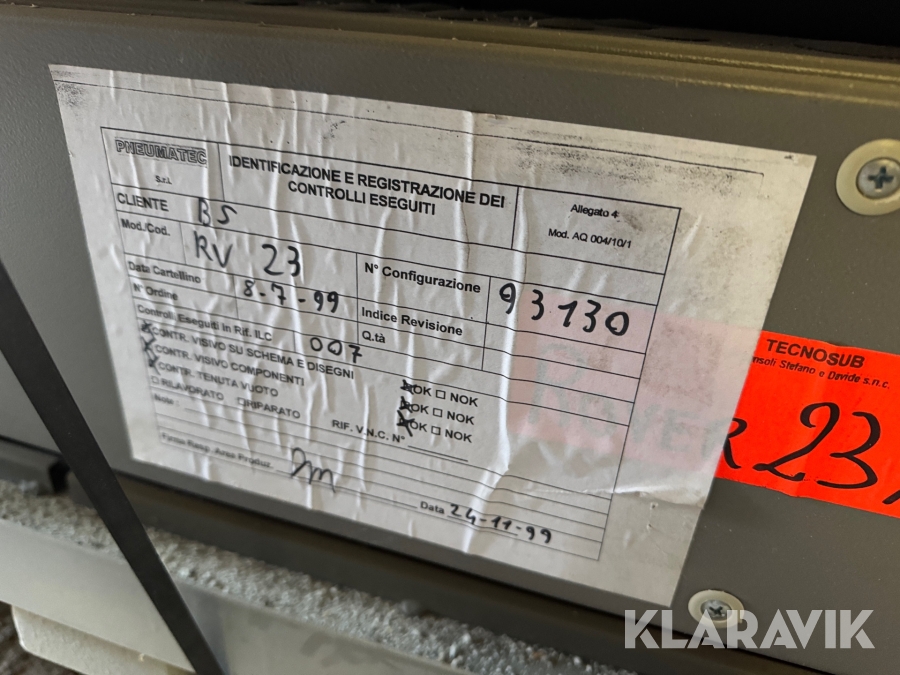 PNEUMATEC
S.r.l.
IDENTIFICAZIONE E REGISTRAZIONE DEI
CONTROLLI ESEGUITI
Allegato 4
Mod. AQ 004/10/1
CLIENTE BS
Mod./Cod. RV 23
N° Configurazione 93130
Data Cartellino 8-7-99
Indice Revisione
N° Ordine
Q.tà
Controlli Eseguiti In Rif. ILC 007
CONTR. VISIVO SU SCHEMA E DISEGNI OK NOK
CONTR. VISIVO COMPONENTI OK NOK
CONTR. TENUTA VUOTO OK NOK
RILAVORATO RIPARATO
RIF. V.N.C. N°
Note :
Firma Resp. Area Produz.
Data 24-11-99
TECNOSUB
Stefano e Davide s.n.c.
R 23
KLARAVIK